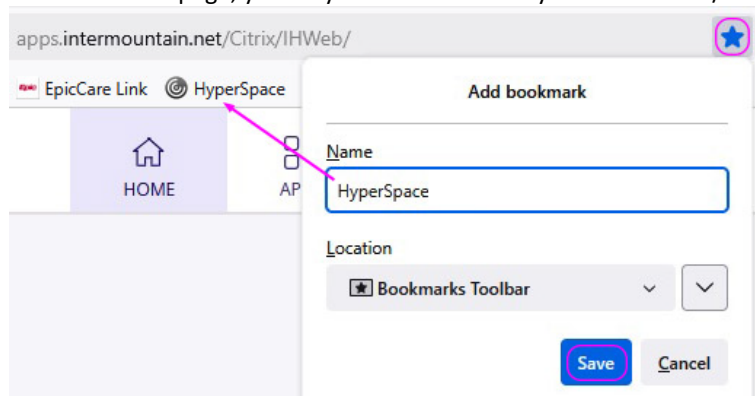 apps.intermountain.net/Citrix/IHWeb/
Epic EpicCare Link HyperSpace
HOME
AP
Add bookmark
Name
HyperSpace
Location
Bookmarks Toolbar
Save Cancel